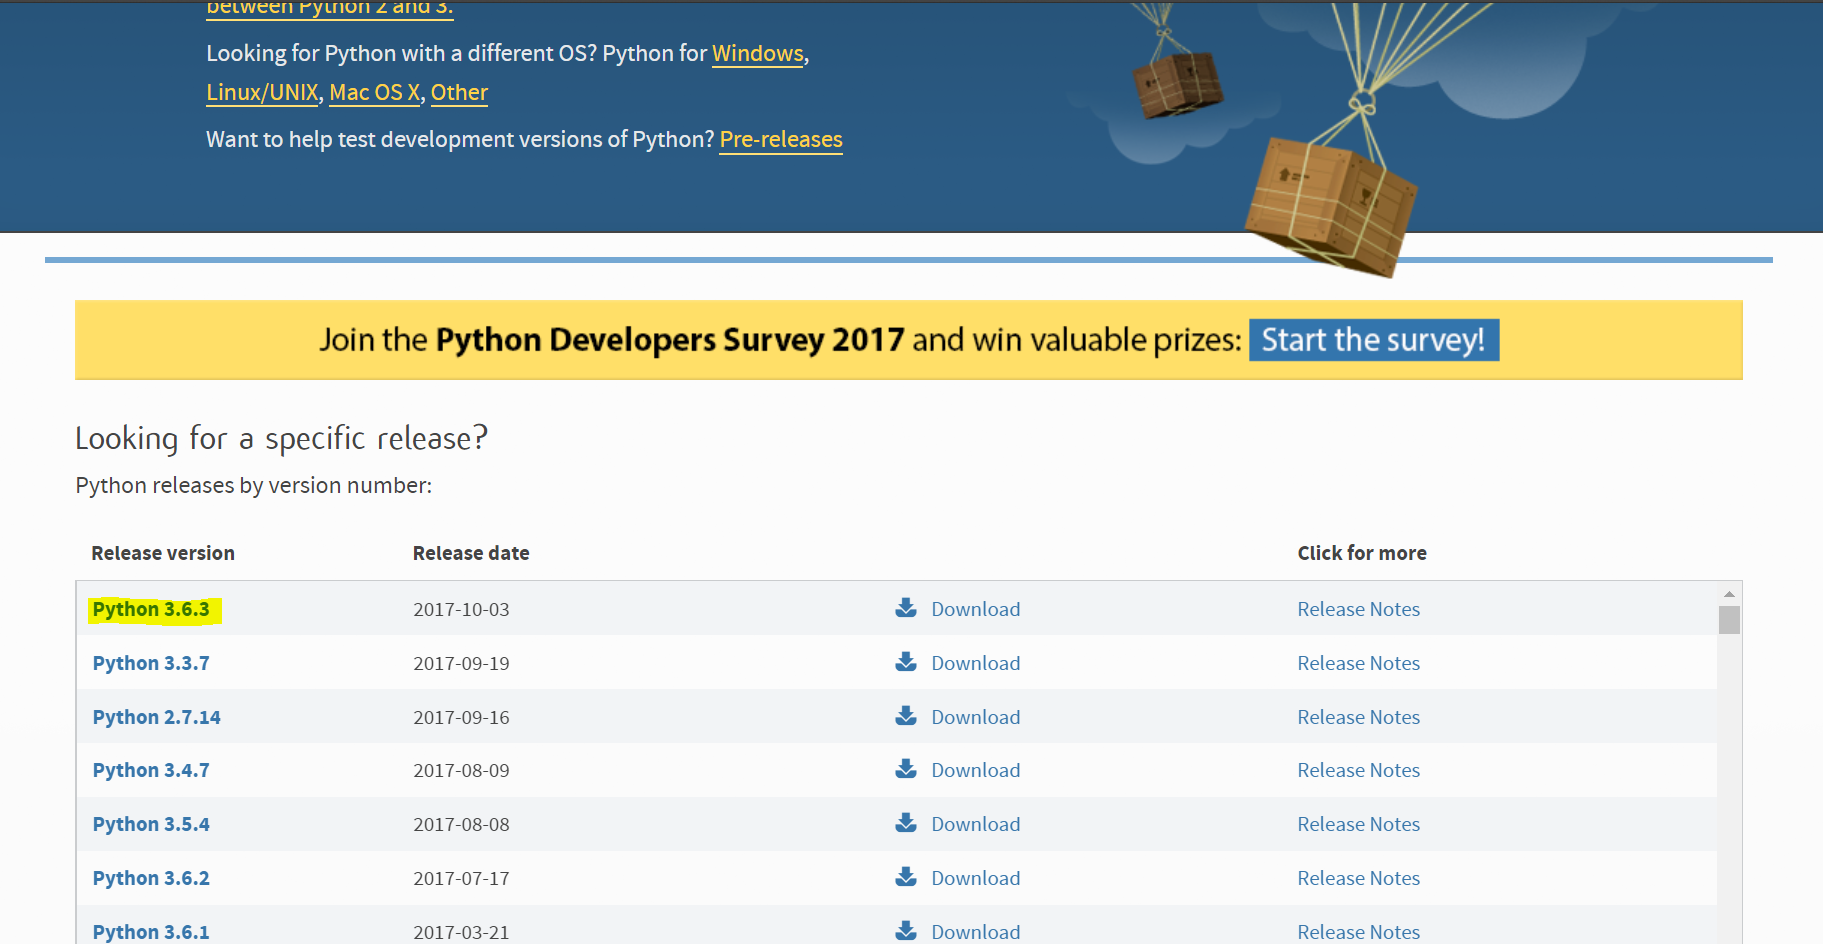 between Python 2 and 3.
Looking for Python with a different OS? Python for Windows,
Linux/UNIX, Mac OS X, Other
Want to help test development versions of Python? Pre-releases
Join the Python Developers Survey 2017 and win valuable prizes: Start the survey!
Looking for a specific release?
Python releases by version number:
Release version Release date Click for more
Python 3.6.3 2017-10-03 Download Release Notes
Python 3.3.7 2017-09-19 Download Release Notes
Python 2.7.14 2017-09-16 Download Release Notes
Python 3.4.7 2017-08-09 Download Release Notes
Python 3.5.4 2017-08-08 Download Release Notes
Python 3.6.2 2017-07-17 Download Release Notes
Python 3.6.1 2017-03-21 Download Release Notes